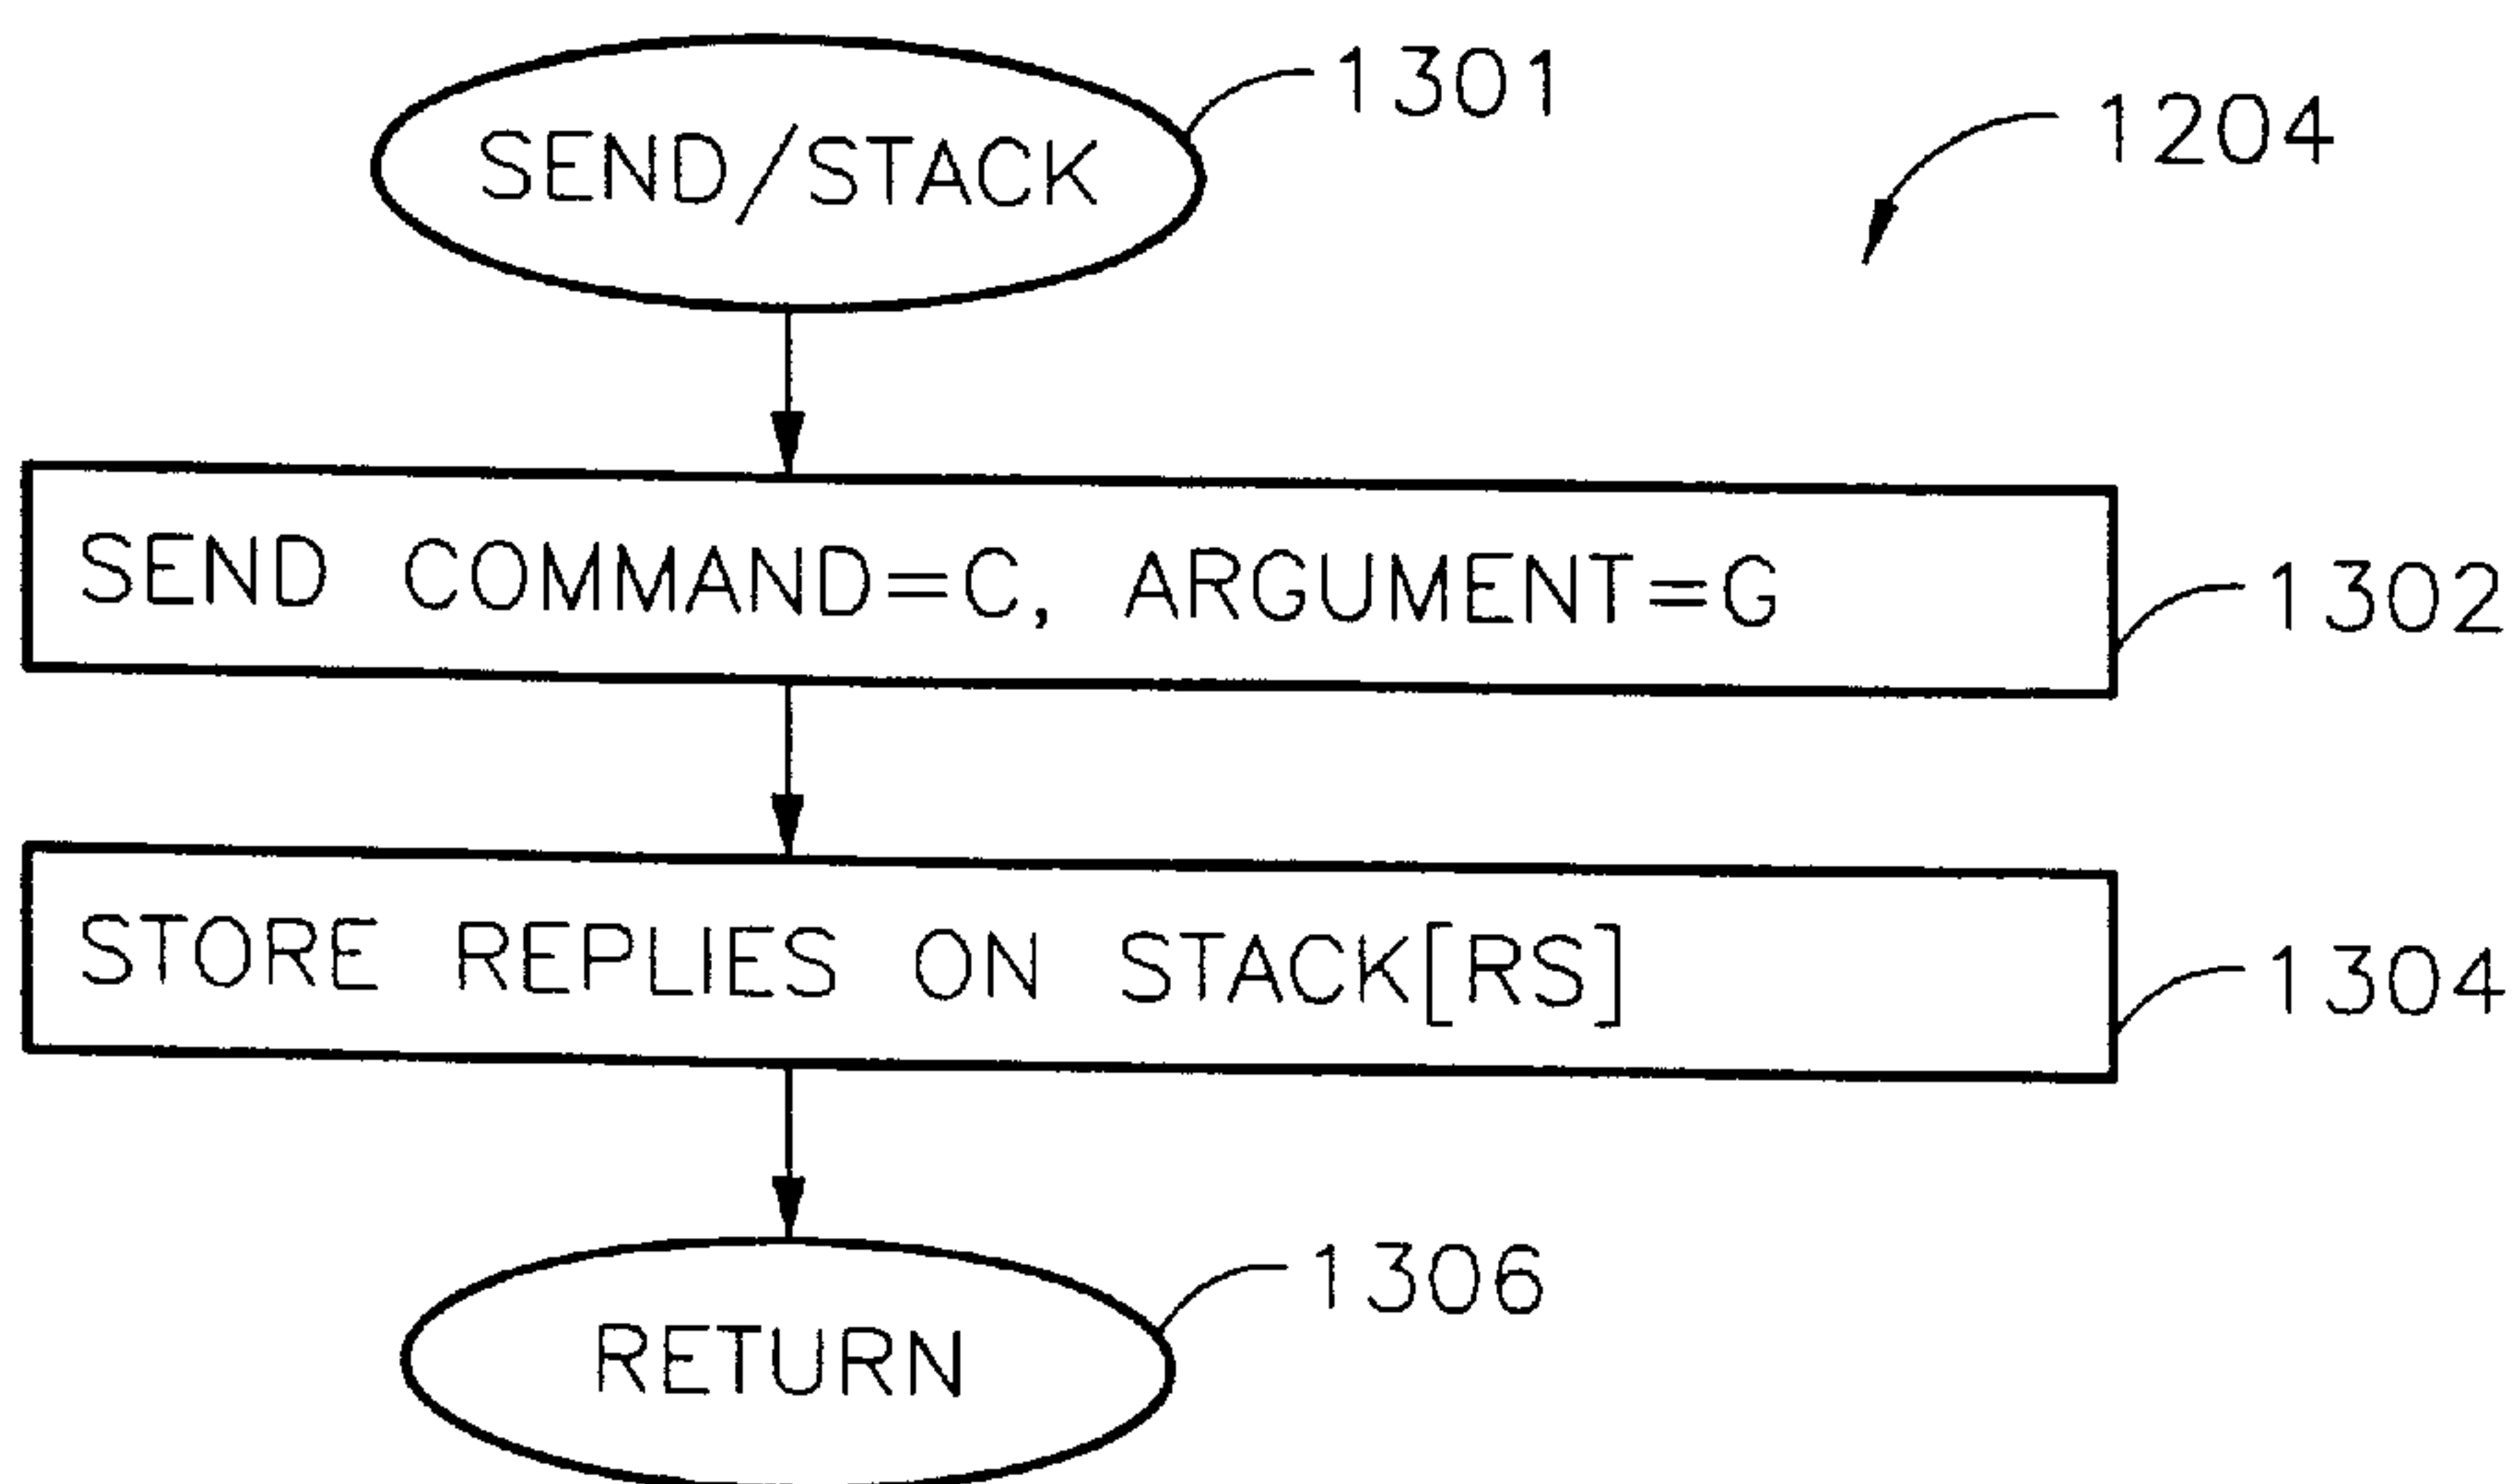 SEND/STACK
1301
1204
SEND COMMAND=C, ARGUMENT=G
1302
STORE REPLIES ON STACK[RS]
1304
1306
RETURN